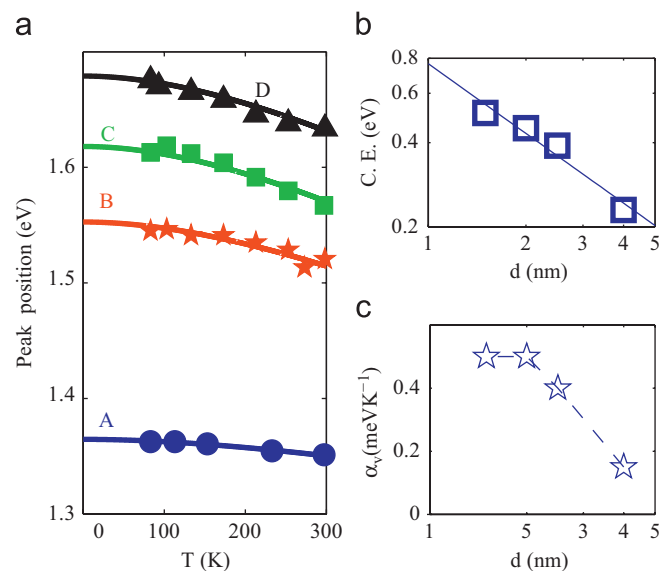 a
Peak position (eV)
1.6
1.5
1.4
1.3
D
C
B
A
0 100 200 300
T (K)
b
C. E. (eV)
0.8
0.6
0.4
0.2
1 2 3 4 5
d (nm)
c
αᵥ(meVK⁻¹)
0.4
0.2
0
1 5 3 4 5
d (nm)